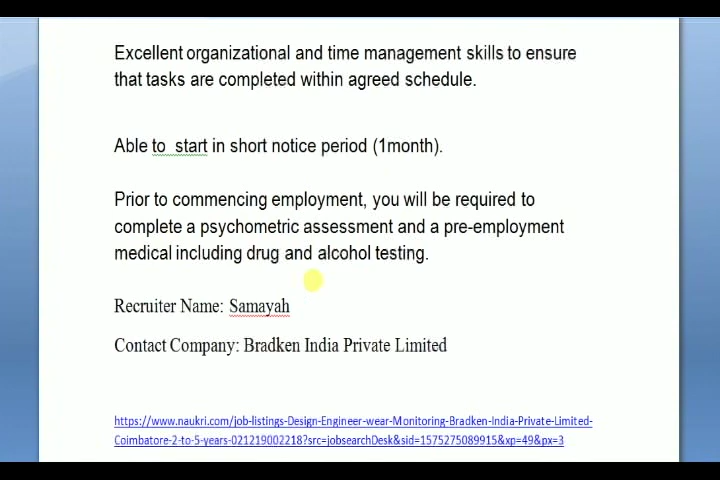 Excellent organizational and time management skills to ensure
that tasks are completed within agreed schedule.
Able to  start in short notice period (1month).
Prior to commencing employment, you will be required to
complete a psychometric assessment and a pre-employment
medical including drug and alcohol testing.
Recruiter Name: Samayah
Contact Company: Bradken India Private Limited
https://www.naukri.com/job-listings-Design-Engineer-wear-Monitoring-Bradken-India-Private-Limited-
Coimbatore-2-to-5-years-021219002218?src=jobsearchDesk&sid=1575275089915&xp=49&px=3